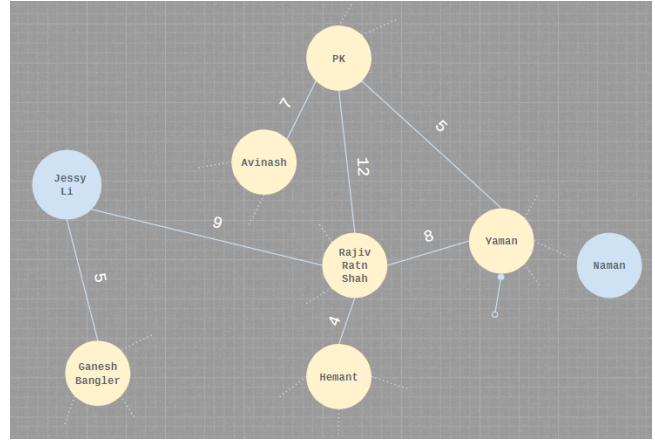 PK
7
12
5
Avinash
Jessy
Li
9
8
Yaman
Rajiv
Ratn
Shah
Naman
5
4
Ganesh
Bangler
Hemant